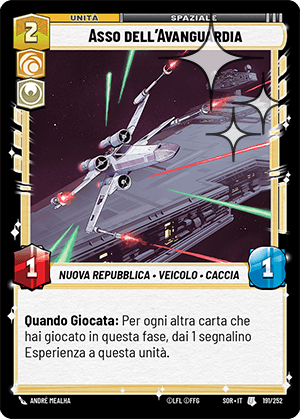 UNITÀ
SPAZIALE
2
ASSO DELL'AVANGUARDIA
1
1
NUOVA REPUBBLICA • VEICOLO • CACCIA
Quando Giocata: Per ogni altra carta che
hai giocato in questa fase, dai 1 segnalino
Esperienza a questa unità.
ANDRÉ MEALHA
©LFL ©FFG
SOR • IT
191/252